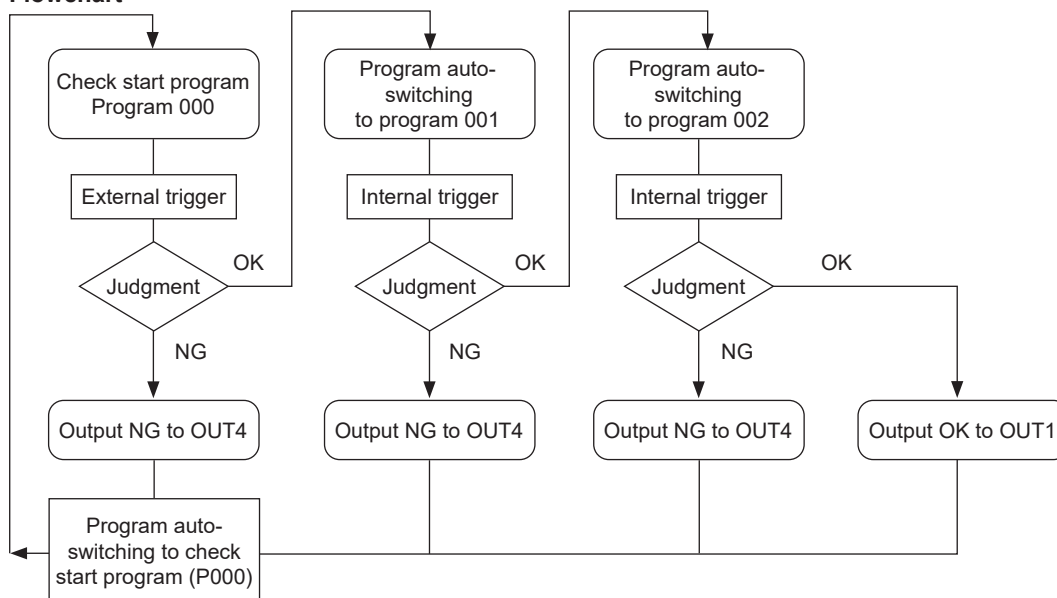 Check start program
Program 000
External trigger
Judgment
OK
NG
Output NG to OUT4
Program auto-
switching to check
start program (P000)
Program auto-
switching
to program 001
Internal trigger
Judgment
OK
NG
Output NG to OUT4
Program auto-
switching
to program 002
Internal trigger
Judgment
OK
NG
Output NG to OUT4
Output OK to OUT1